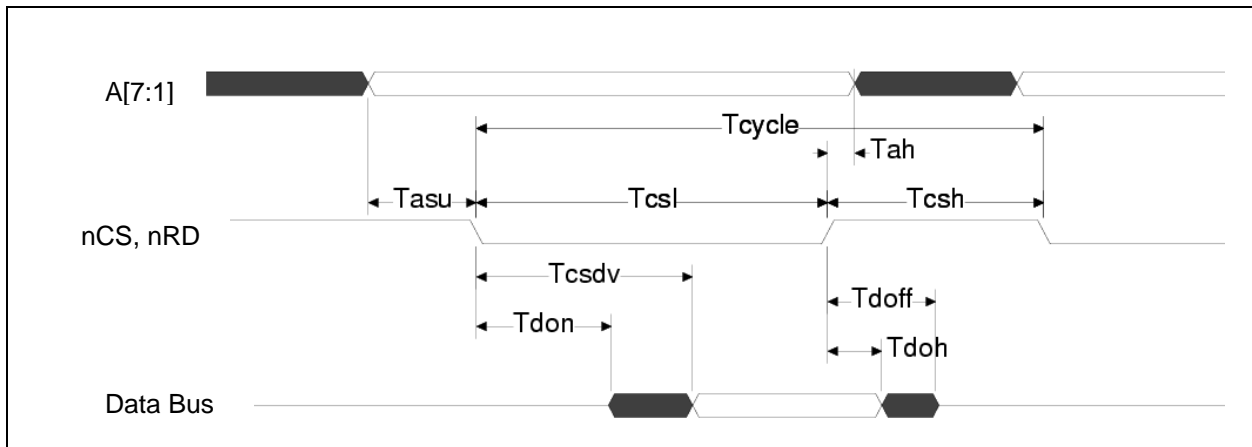 A[7:1]
Tcycle
Tah
Tasu
Tcsl
Tcsh
nCS, nRD
Tcsdv
Tdoff
Tdon
Tdoh
Data Bus